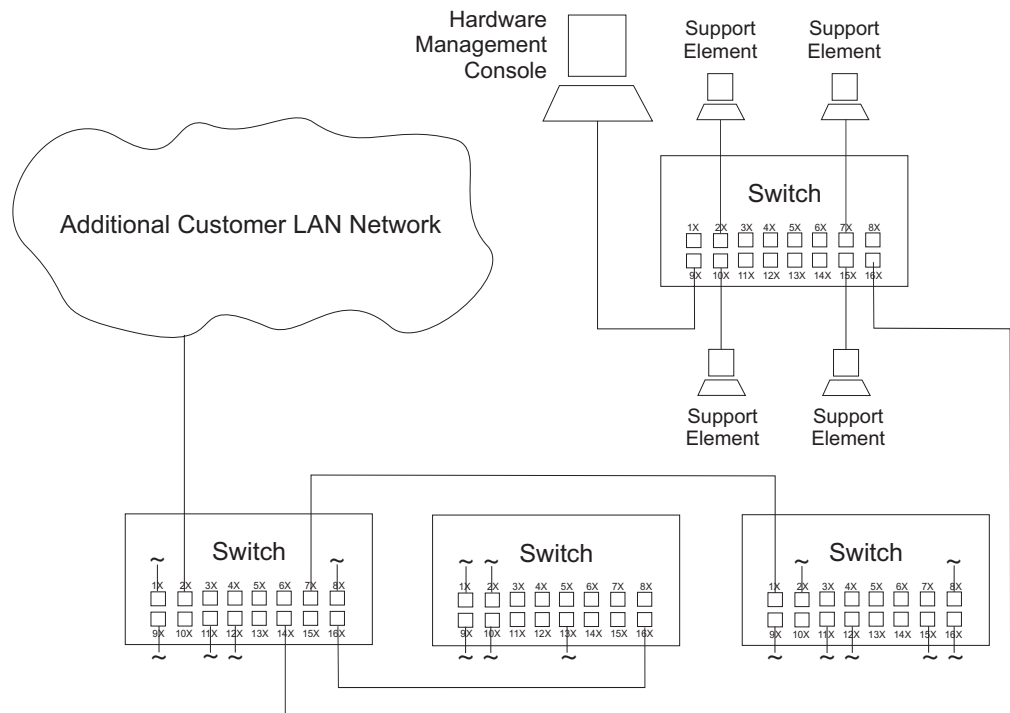 Hardware
Management
Console
Support
Element
Support
Element
Switch
1X 2X 3X 4X 5X 6X 7X 8X
9X 10X 11X 12X 13X 14X 15X 16X
Additional Customer LAN Network
Support
Element
Support
Element
Switch
1X 2X 3X 4X 5X 6X 7X 8X
9X 10X 11X 12X 13X 14X 15X 16X
Switch
1X 2X 3X 4X 5X 6X 7X 8X
9X 10X 11X 12X 13X 14X 15X 16X
Switch
1X 2X 3X 4X 5X 6X 7X 8X
9X 10X 11X 12X 13X 14X 15X 16X